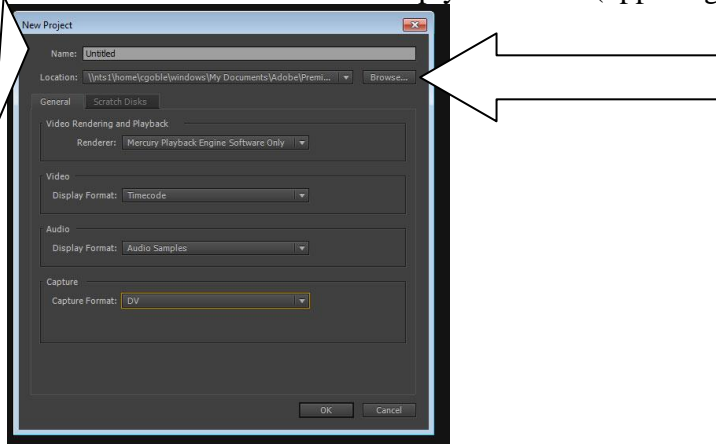 New Project
Name: Untitled
Location: \\nts1\home\cgoble\windows\My Documents\Adobe\Premi... Browse...
General Scratch Disks
Video Rendering and Playback
Renderer: Mercury Playback Engine Software Only
Video
Display Format: Timecode
Audio
Display Format: Audio Samples
Capture
Capture Format: DV
OK Cancel